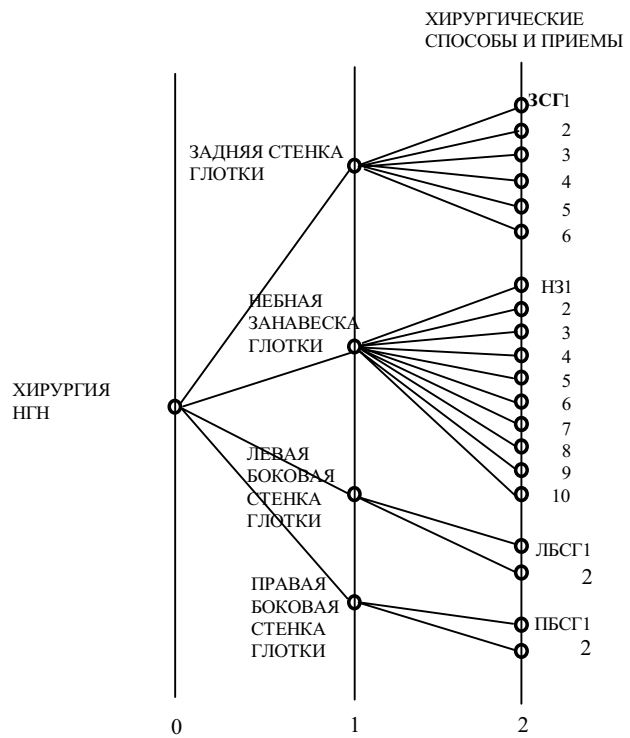 ХИРУРГИЧЕСКИЕ
СПОСОБЫ И ПРИЕМЫ
ЗСГ1
2
3
4
5
6
ЗАДНЯЯ СТЕНКА
ГЛОТКИ
НЗ1
2
3
4
5
6
7
8
9
10
НЕБНАЯ
ЗАНАВЕСКА
ГЛОТКИ
ХИРУРГИЯ
НГН
ЛЕВАЯ
БОКОВАЯ
СТЕНКА
ГЛОТКИ
ЛБСГ1
2
ПРАВАЯ
БОКОВАЯ
СТЕНКА
ГЛОТКИ
ПБСГ1
2
0
1
2